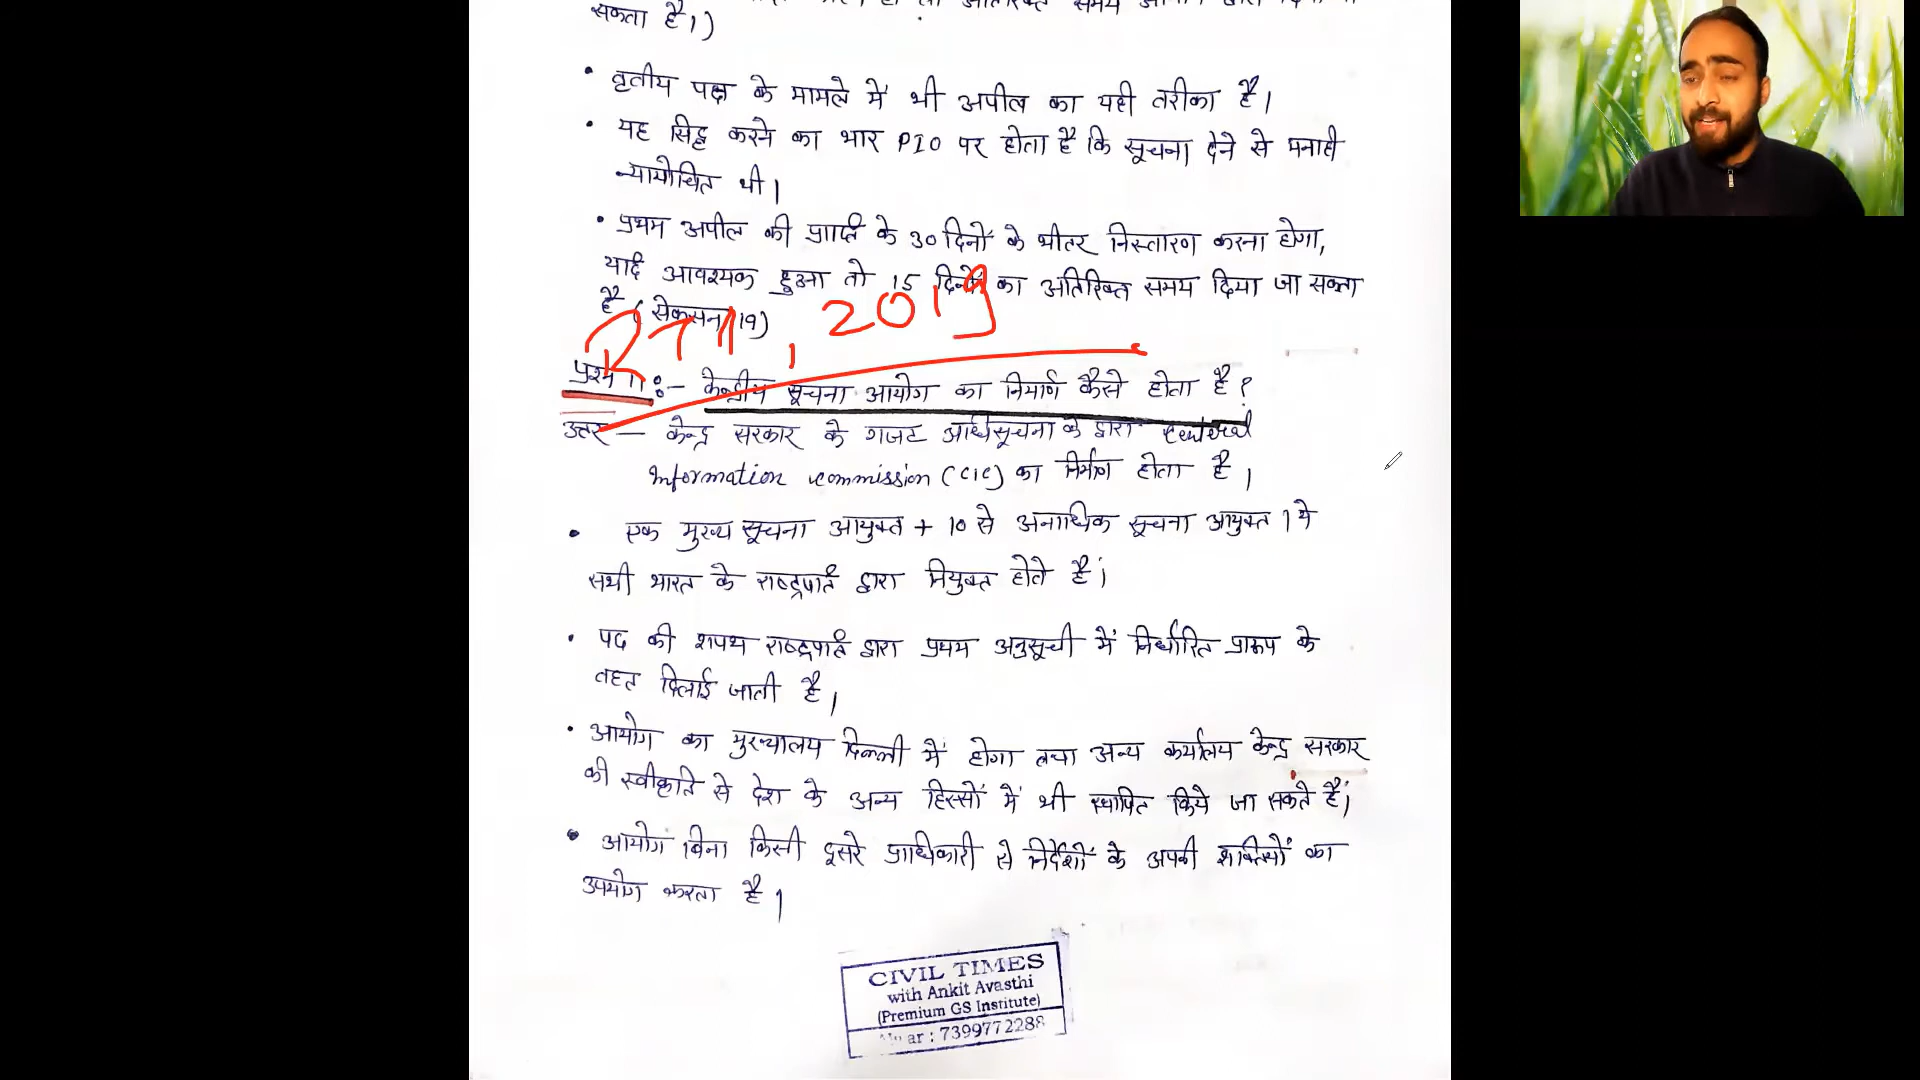 सकता है।)
• तृतीय पक्ष के मामले में भी अपील का यही तरीका है।
• यह सिद्ध करने का भार PIO पर होता है कि सूचना देने से मनाही
न्यायोचित थी।
• प्रथम अपील की प्राप्ति के 30 दिनों के भीतर निस्तारण करना होगा,
यदि आवश्यक हुआ तो 15 दिनों का अतिरिक्त समय दिया जा सकता
है (सेक्सन 19)
RTI, 2019
प्रश्न 11 :- केन्द्रीय सूचना आयोग का निर्माण कैसे होता है?
उत्तर — केन्द्र सरकार के गजट अधिसूचना के द्वारा Central
Information commission (CIC) का निर्माण होता है।
• एक मुख्य सूचना आयुक्त + 10 से अनाधिक सूचना आयुक्त। ये
सभी भारत के राष्ट्रपति द्वारा नियुक्त होते हैं।
• पद की शपथ राष्ट्रपति द्वारा प्रथम अनुसूची में निर्धारित प्रारूप के
तहत दिलाई जाती है।
• आयोग का मुख्यालय दिल्ली में होगा तथा अन्य कार्यालय केन्द्र सरकार
की स्वीकृति से देश के अन्य हिस्सों में भी स्थापित किये जा सकते हैं।
• आयोग बिना किसी दूसरे प्राधिकारी से निर्देशों के अपनी शक्तियों का
उपयोग करता है।
CIVIL TIMES
with Ankit Avasthi
(Premium GS Institute)
ar : 7399772288